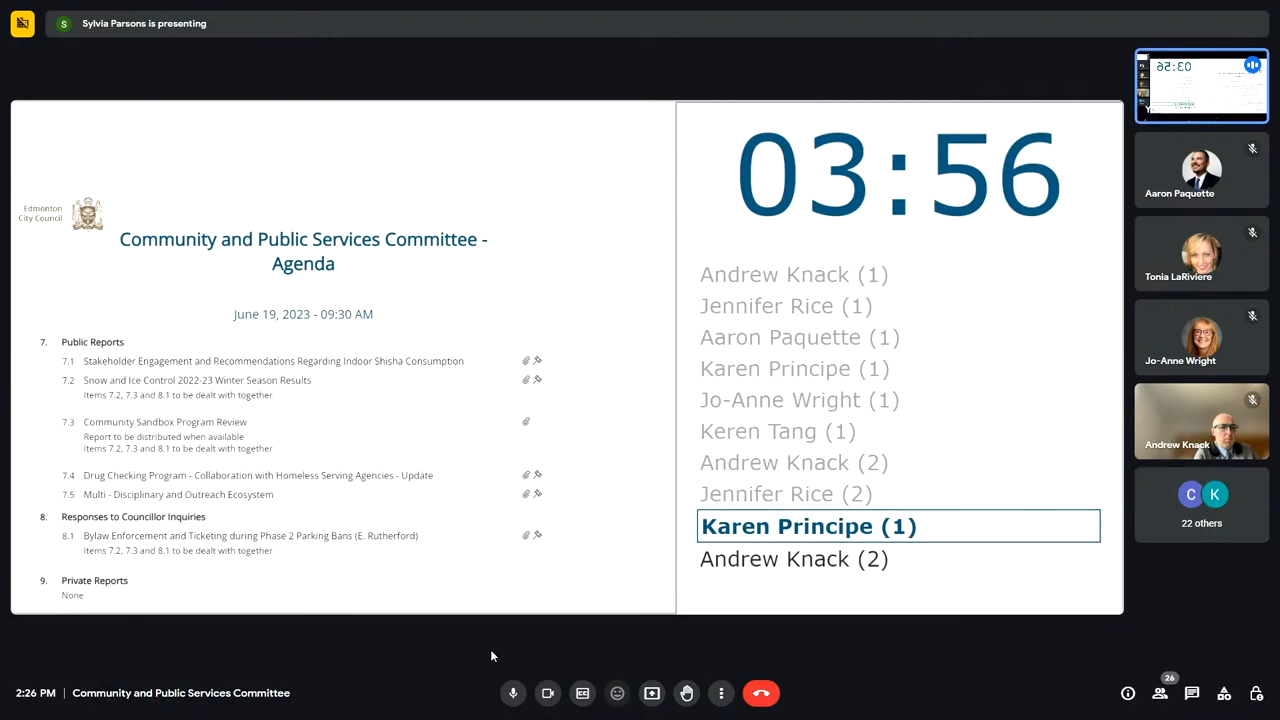 S Sylvia Parsons is presenting
Edmonton
City Council
Community and Public Services Committee -
Agenda
June 19, 2023 - 09:30 AM
7. Public Reports
7.1 Stakeholder Engagement and Recommendations Regarding Indoor Shisha Consumption
7.2 Snow and Ice Control 2022-23 Winter Season Results
Items 7.2, 7.3 and 8.1 to be dealt with together
7.3 Community Sandbox Program Review
Report to be distributed when available
Items 7.2, 7.3 and 8.1 to be dealt with together
7.4 Drug Checking Program - Collaboration with Homeless Serving Agencies - Update
7.5 Multi - Disciplinary and Outreach Ecosystem
8. Responses to Councillor Inquiries
8.1 Bylaw Enforcement and Ticketing during Phase 2 Parking Bans (E. Rutherford)
Items 7.2, 7.3 and 8.1 to be dealt with together
9. Private Reports
None
03:56
Andrew Knack (1)
Jennifer Rice (1)
Aaron Paquette (1)
Karen Principe (1)
Jo-Anne Wright (1)
Keren Tang (1)
Andrew Knack (2)
Jennifer Rice (2)
Karen Principe (1)
Andrew Knack (2)
03:56
Aaron Paquette
Tonia LaRiviere
Jo-Anne Wright
Andrew Knack
C K
22 others
2:26 PM | Community and Public Services Committee
26